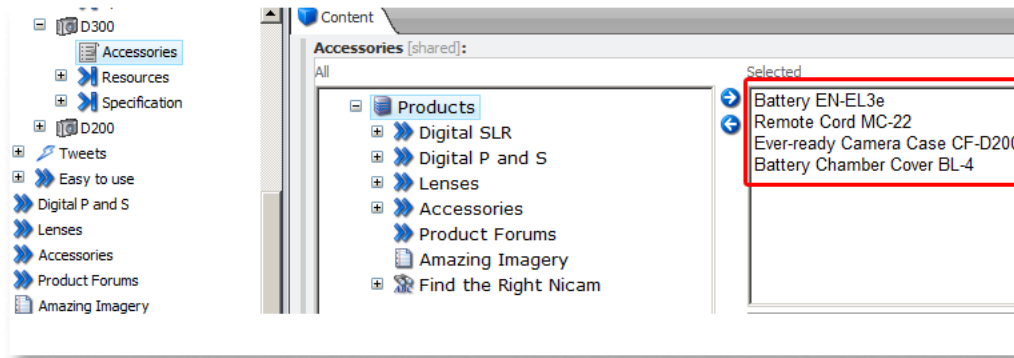 D300
Accessories
Resources
Specification
D200
Tweets
Easy to use
Digital P and S
Lenses
Accessories
Product Forums
Amazing Imagery
Content
Accessories [shared]:
All
Selected
Products
Digital SLR
Digital P and S
Lenses
Accessories
Product Forums
Amazing Imagery
Find the Right Nicam
Battery EN-EL3e
Remote Cord MC-22
Ever-ready Camera Case CF-D200
Battery Chamber Cover BL-4